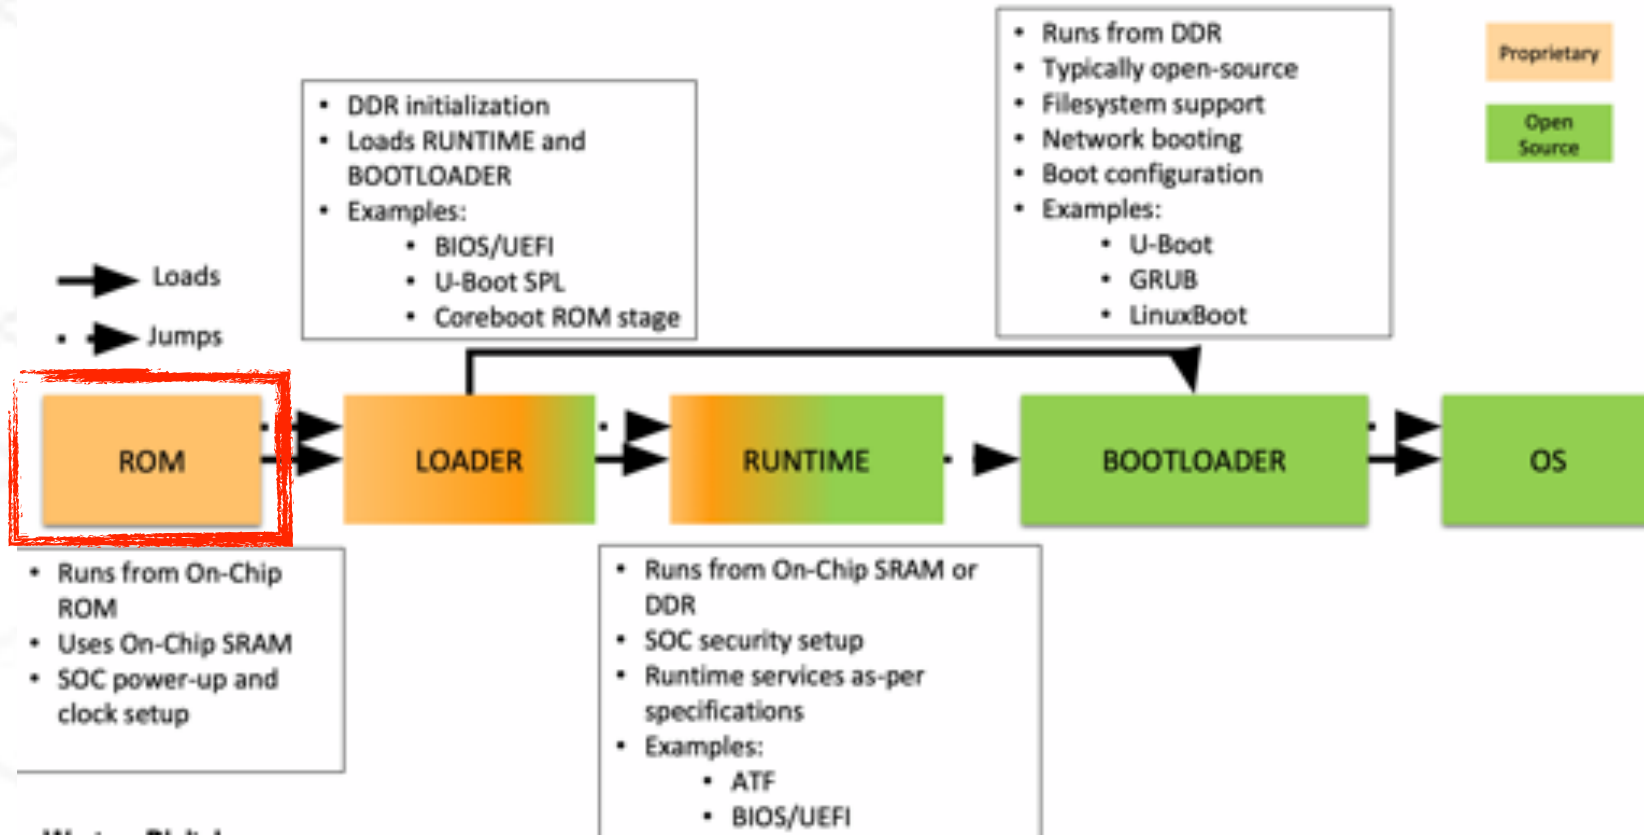 • Runs from DDR
• Typically open-source
• Filesystem support
• Network booting
• Boot configuration
• Examples:
• U-Boot
• GRUB
• LinuxBoot
Proprietary
Open
Source
• DDR initialization
• Loads RUNTIME and
BOOTLOADER
• Examples:
• BIOS/UEFI
• U-Boot SPL
• Coreboot ROM stage
Loads
Jumps
ROM
LOADER
RUNTIME
BOOTLOADER
OS
• Runs from On-Chip
ROM
• Uses On-Chip SRAM
• SOC power-up and
clock setup
• Runs from On-Chip SRAM or
DDR
• SOC security setup
• Runtime services as-per
specifications
• Examples:
• ATF
• BIOS/UEFI